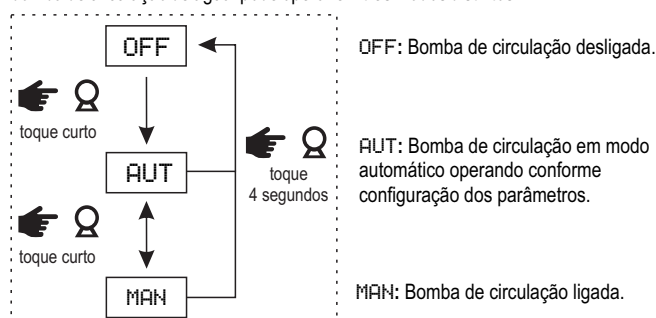 OFF
OFF: Bomba de circulação desligada.
toque curto
AUT
toque
4 segundos
AUT: Bomba de circulação em modo
automático operando conforme
configuração dos parâmetros.
toque curto
MAN
MAN: Bomba de circulação ligada.